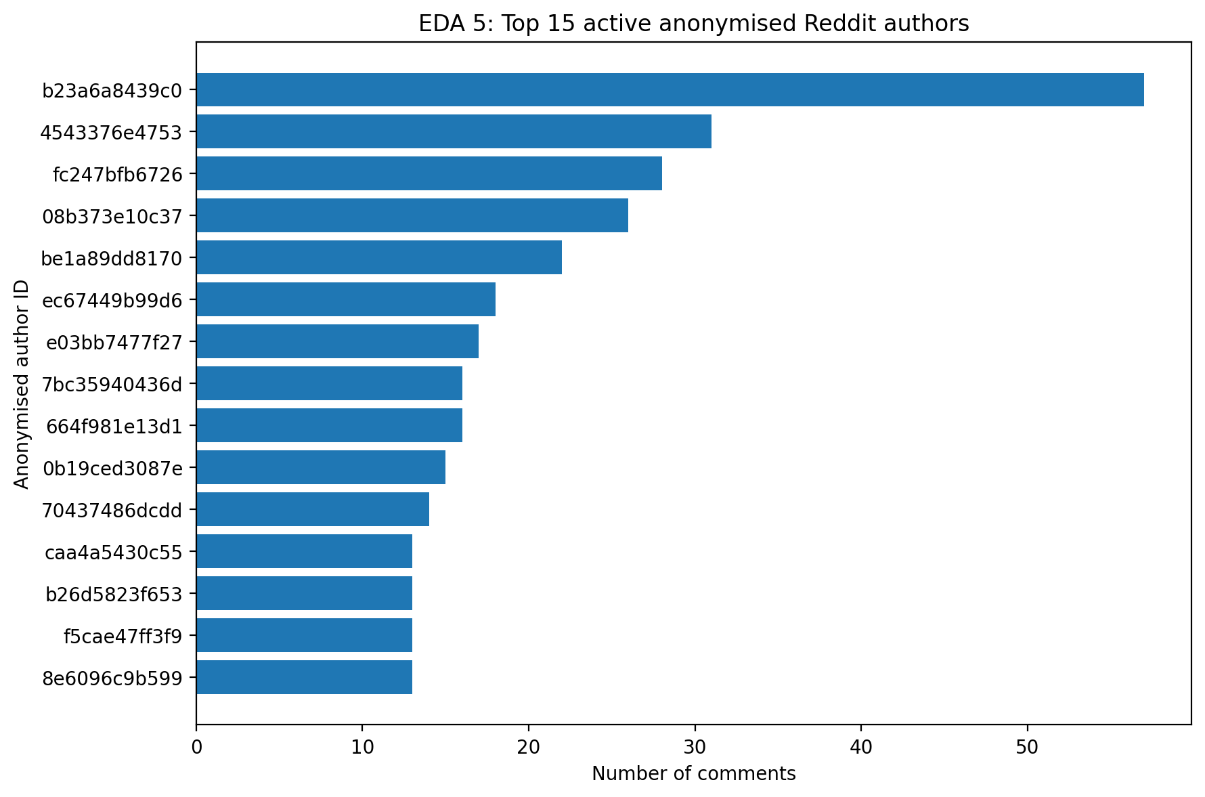 EDA 5: Top 15 active anonymised Reddit authors
Anonymised author ID
b23a6a8439c0
4543376e4753
fc247bfb6726
08b373e10c37
be1a89dd8170
ec67449b99d6
e03bb7477f27
7bc35940436d
664f981e13d1
0b19ced3087e
70437486dcdd
caa4a5430c55
b26d5823f653
f5cae47ff3f9
8e6096c9b599
0 10 20 30 40 50
Number of comments